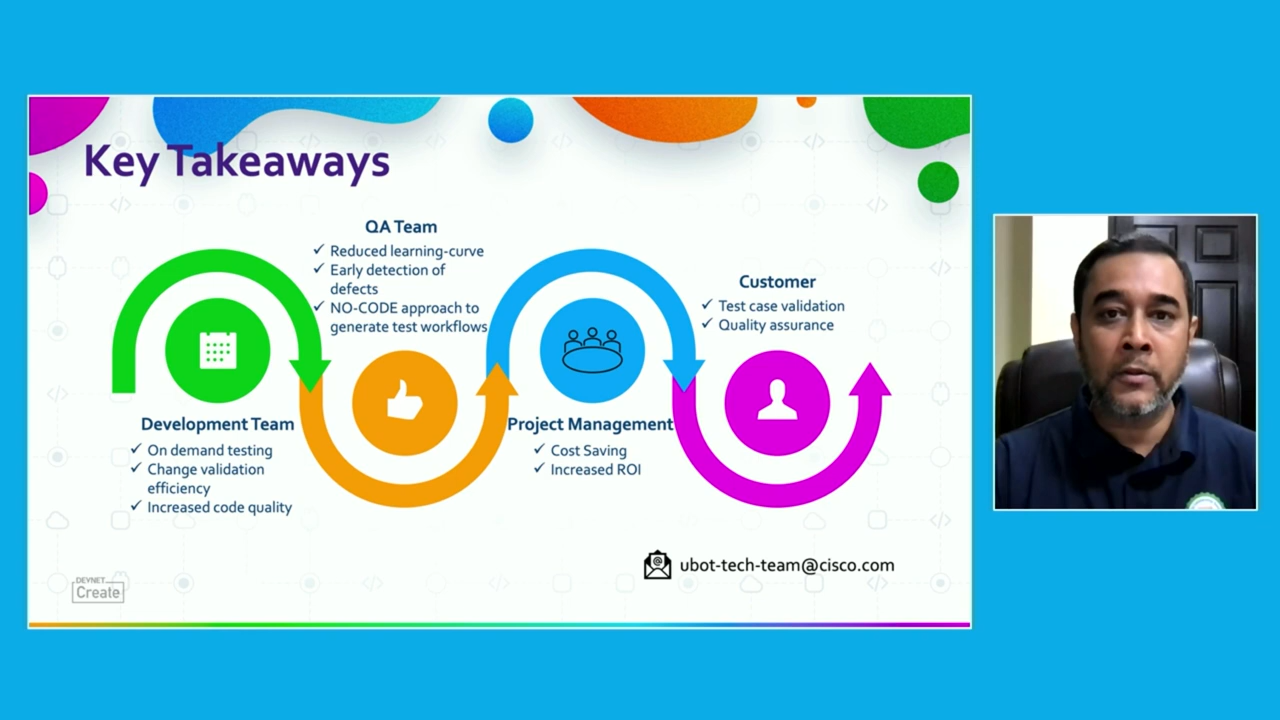 Key Takeaways
QA Team
✓ Reduced learning-curve
✓ Early detection of
defects
✓ NO-CODE approach to
generate test workflows
Customer
✓ Test case validation
✓ Quality assurance
Development Team
✓ On demand testing
✓ Change validation
efficiency
✓ Increased code quality
Project Management
✓ Cost Saving
✓ Increased ROI
ubot-tech-team@cisco.com
DEVNET
Create